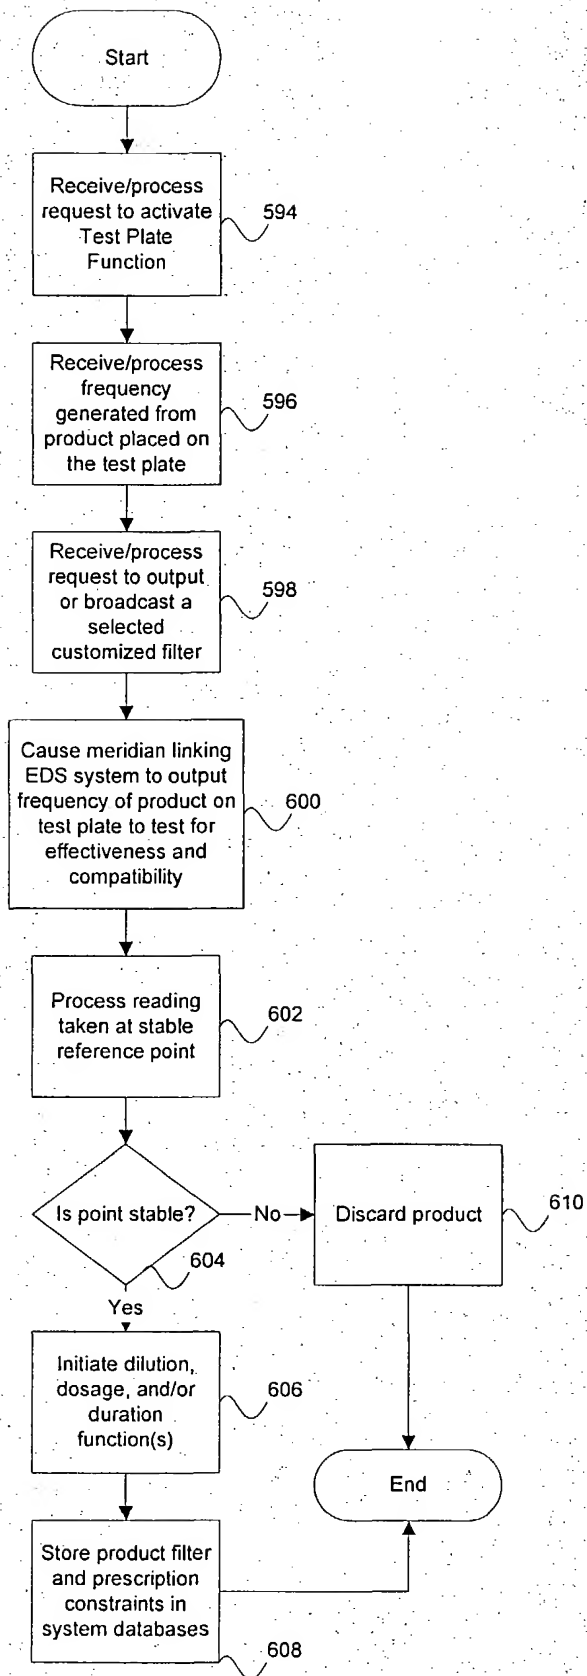 Start
Receive/process
request to activate
Test Plate
Function
594
Receive/process
frequency
generated from
product placed on
the test plate
596
Receive/process
request to output
or broadcast a
selected
customized filter
598
Cause meridian linking
EDS system to output
frequency of product on
test plate to test for
effectiveness and
compatibility
600
Process reading
taken at stable
reference point
602
Is point stable?
604
No
Discard product
610
Yes
Initiate dilution,
dosage, and/or
duration
function(s)
606
End
Store product filter
and prescription
constraints in
system databases
608